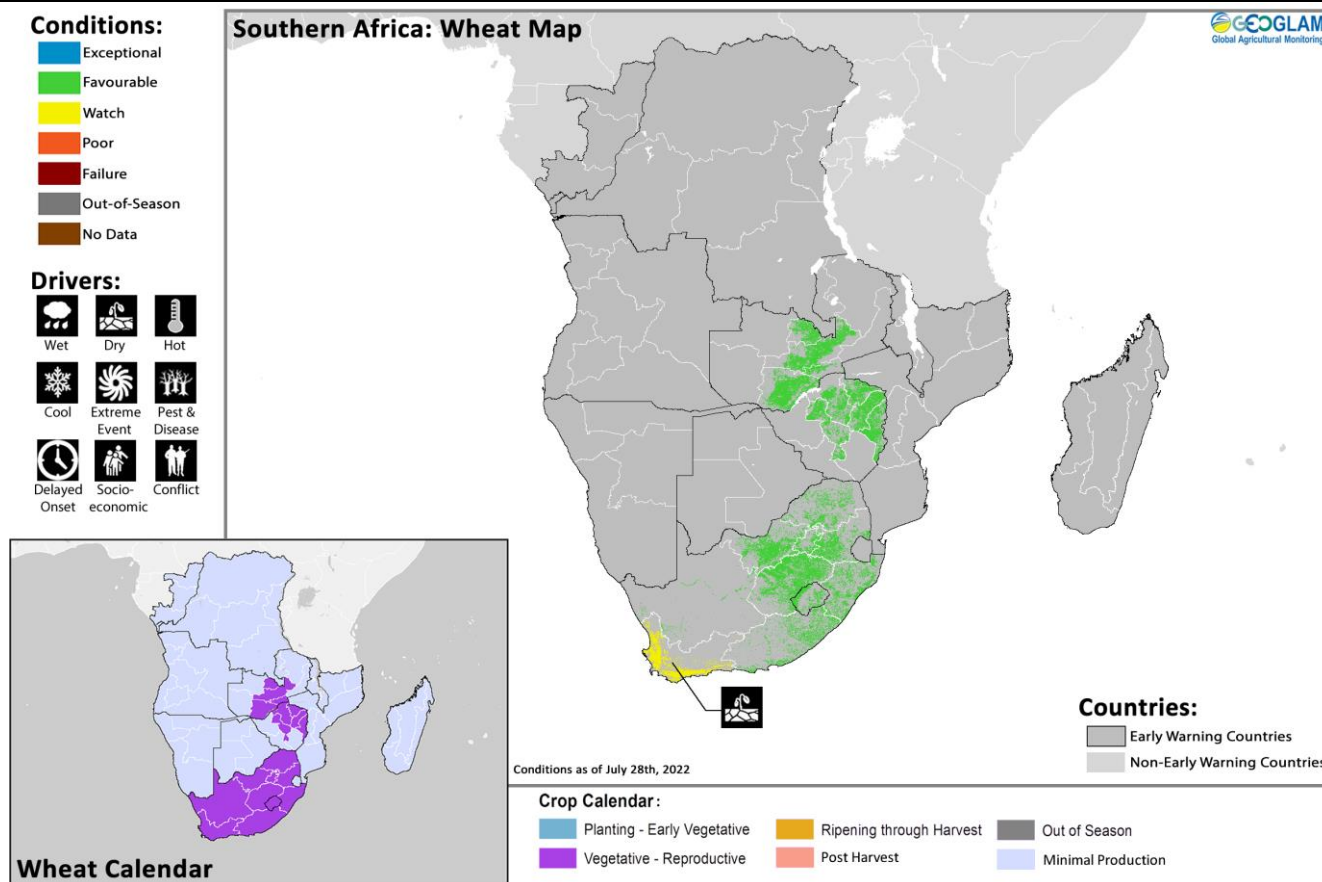 Conditions:
Exceptional
Favourable
Watch
Poor
Failure
Out-of-Season
No Data
Drivers:
Wet
Dry
Hot
Cool
Extreme
Event
Pest &
Disease
Delayed
Onset
Socio-
economic
Conflict
Southern Africa: Wheat Map
GEOGLAM
Global Agricultural Monitoring
Countries:
Early Warning Countries
Non-Early Warning Countries
Conditions as of July 28th, 2022
Wheat Calendar
Crop Calendar:
Planting - Early Vegetative
Vegetative - Reproductive
Ripening through Harvest
Post Harvest
Out of Season
Minimal Production